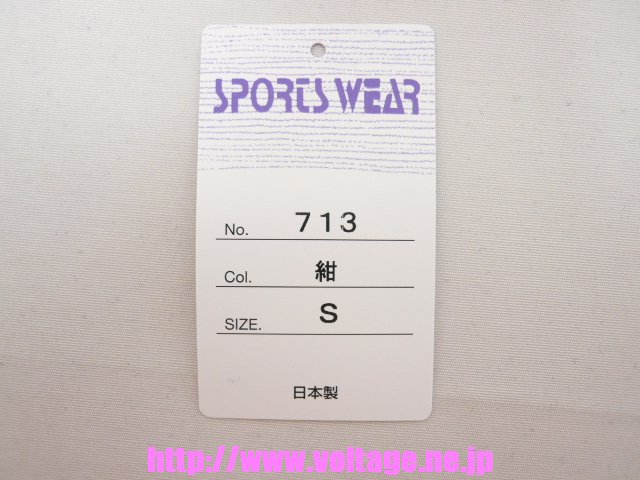 SPORTS WEAR
No. 713
Col. 紺
SIZE. S
日本製
http://www.voltage.ne.jp